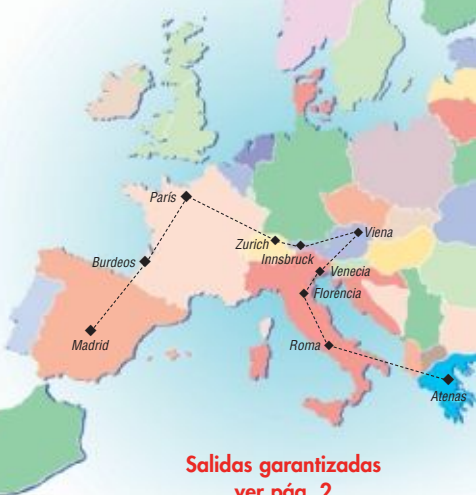 París
Viena
Zurich
Innsbruck
Burdeos
Venecia
Florencia
Madrid
Roma
Atenas
Salidas garantizadas
ver pág. 2